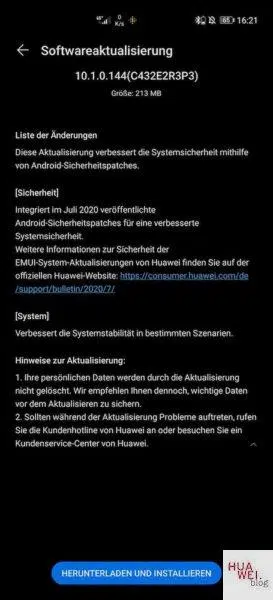 45° 0 K/s 65 16:21
← Softwareaktualisierung
10.1.0.144(C432E2R3P3)
Größe: 213 MB
Liste der Änderungen
Diese Aktualisierung verbessert die Systemsicherheit mithilfe
von Android-Sicherheitspatches.
[Sicherheit]
Integriert im Juli 2020 veröffentlichte
Android-Sicherheitspatches für eine verbesserte
Systemsicherheit.
Weitere Informationen zur Sicherheit der
EMUI-System-Aktualisierungen von Huawei finden Sie auf der
offiziellen Huawei-Website: https://consumer.huawei.com/de
/support/bulletin/2020/7/
[System]
Verbessert die Systemstabilität in bestimmten Szenarien.
Hinweise zur Aktualisierung:
1. Ihre persönlichen Daten werden durch die Aktualisierung
nicht gelöscht. Wir empfehlen Ihnen dennoch, wichtige Daten
vor dem Aktualisieren zu sichern.
2. Sollten während der Aktualisierung Probleme auftreten, rufen
Sie die Kundenhotline von Huawei an oder besuchen Sie ein
Kundenservice-Center von Huawei.
HERUNTERLADEN UND INSTALLIEREN
HUA
WEI.
blog